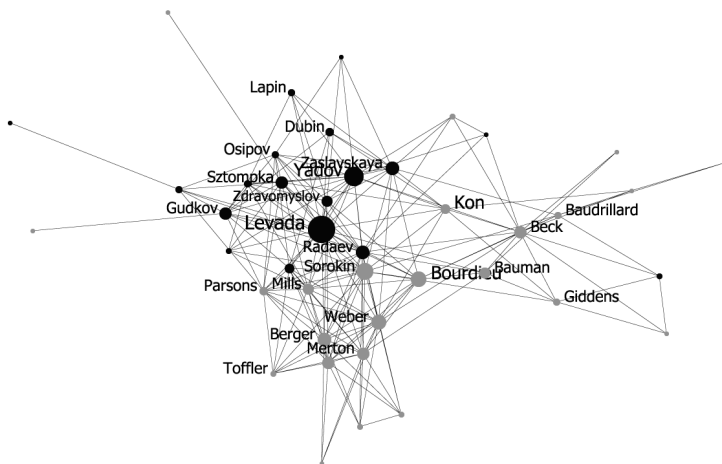 Lapin
Dubin
Osipov
Zaslavskaya
Yadov
Sztompka
Zdravomyslov
Gudkov
Kon
Baudrillard
Levada
Beck
Radaev
Sorokin
Bourdieu
Bauman
Parsons
Mills
Giddens
Weber
Berger
Merton
Toffler